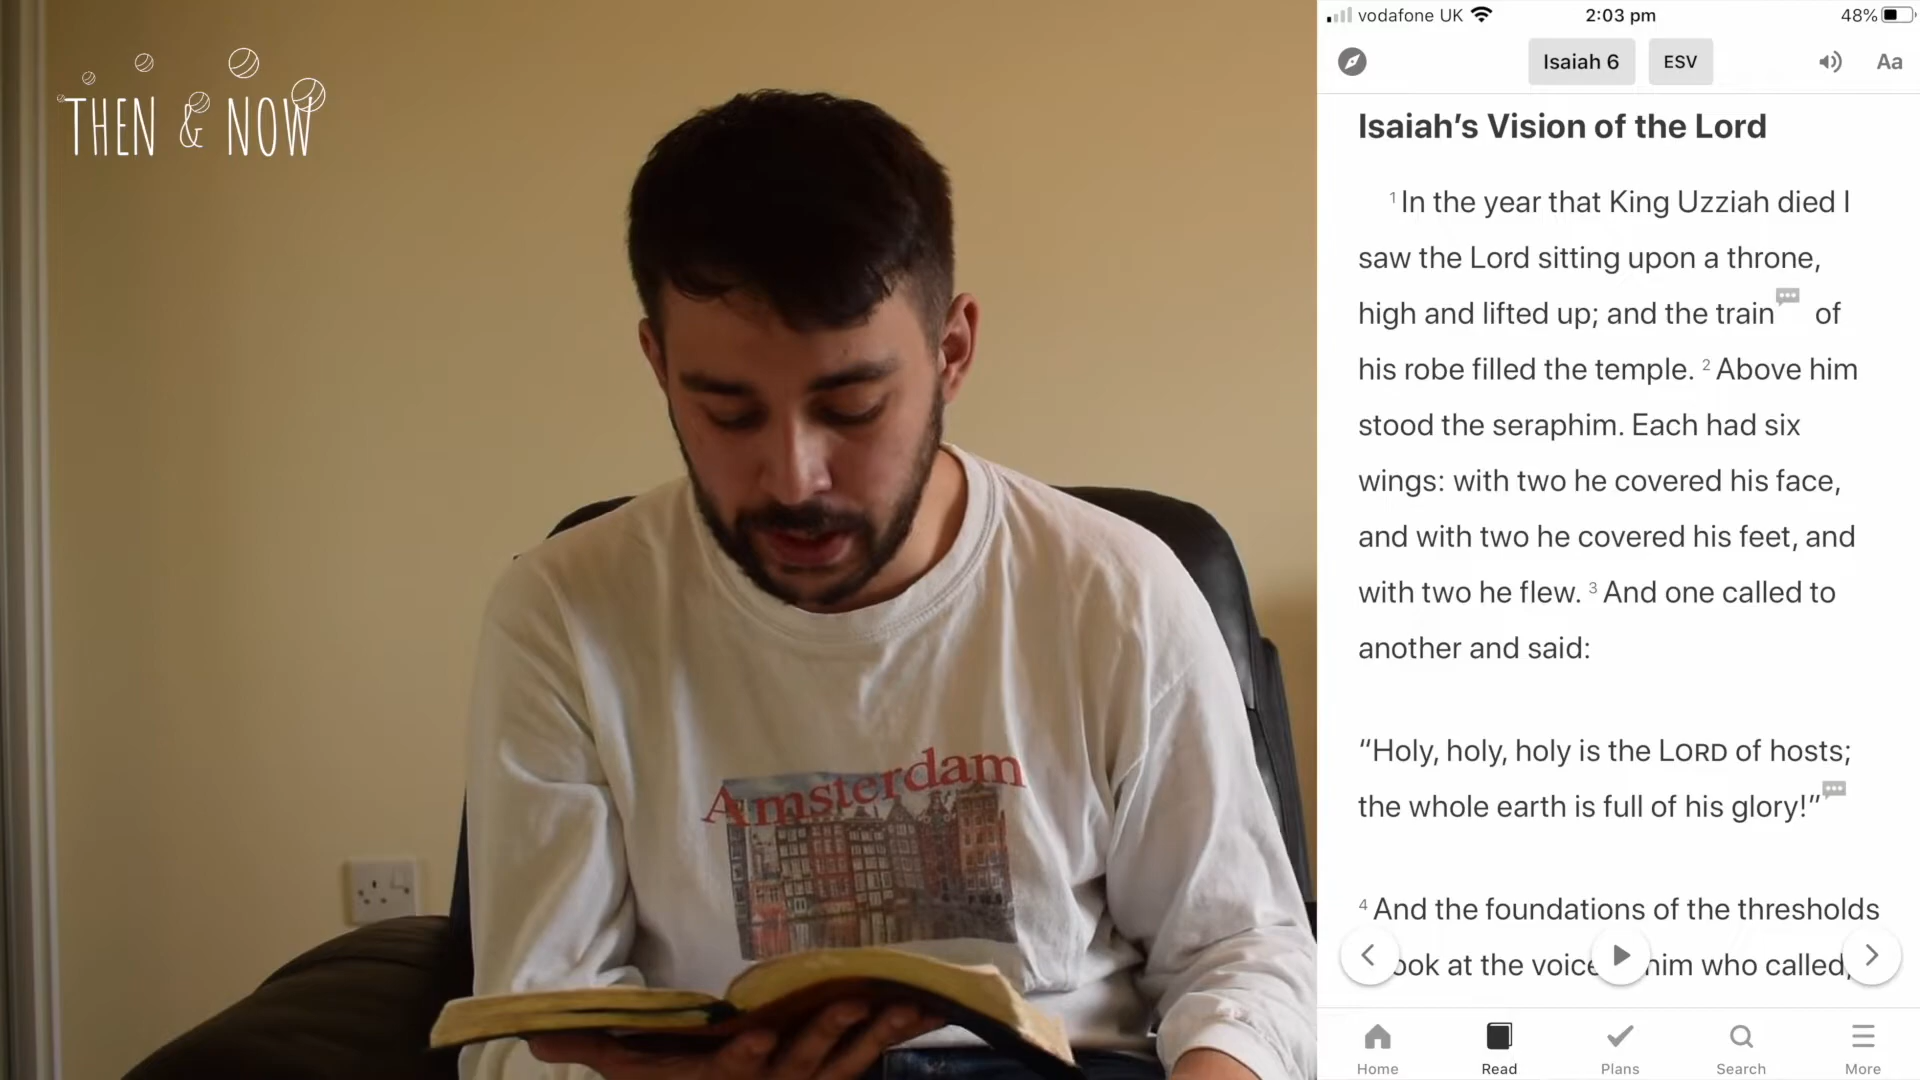 THEN & NOW
Amsterdam
vodafone UK
2:03 pm
48%
Isaiah 6
ESV
Aa
Isaiah’s Vision of the Lord
1 In the year that King Uzziah died I
saw the Lord sitting upon a throne,
high and lifted up; and the train of
his robe filled the temple. 2 Above him
stood the seraphim. Each had six
wings: with two he covered his face,
and with two he covered his feet, and
with two he flew. 3 And one called to
another and said:
“Holy, holy, holy is the LORD of hosts;
the whole earth is full of his glory!”
4 And the foundations of the thresholds
at the voice him who called,
Home
Read
Plans
Search
More